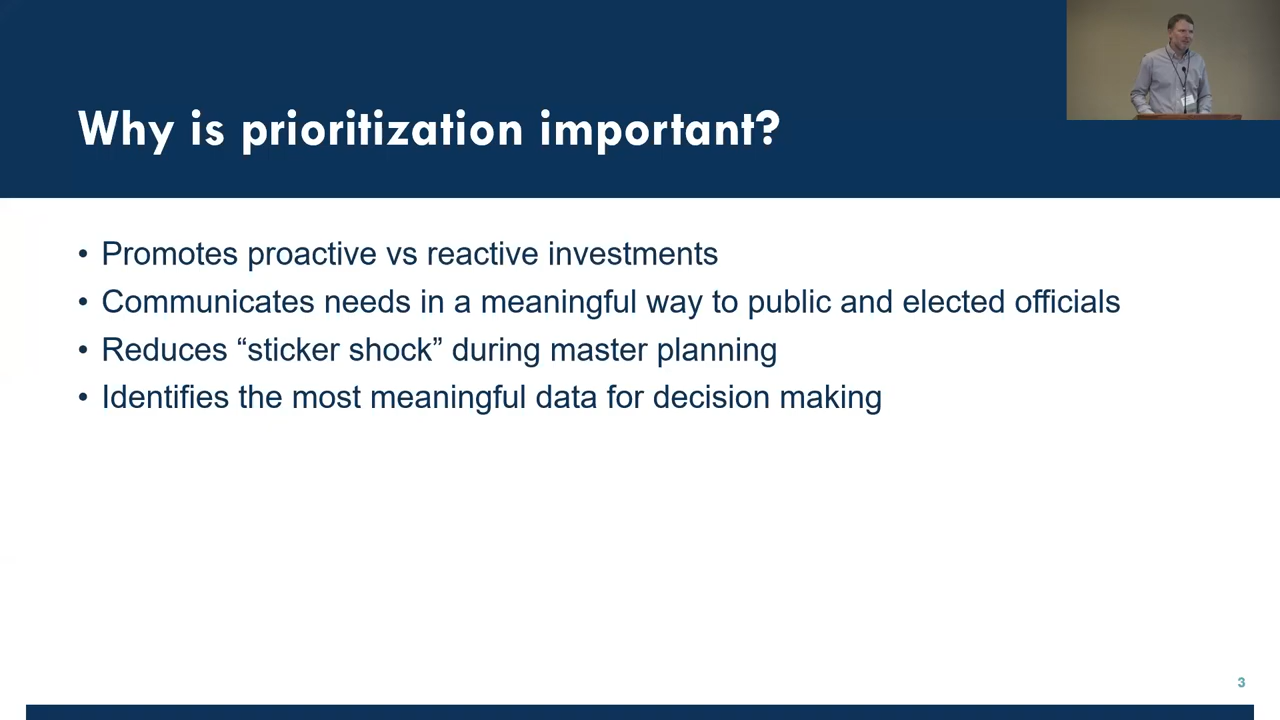 Why is prioritization important?
• Promotes proactive vs reactive investments
• Communicates needs in a meaningful way to public and elected officials
• Reduces “sticker shock” during master planning
• Identifies the most meaningful data for decision making
3